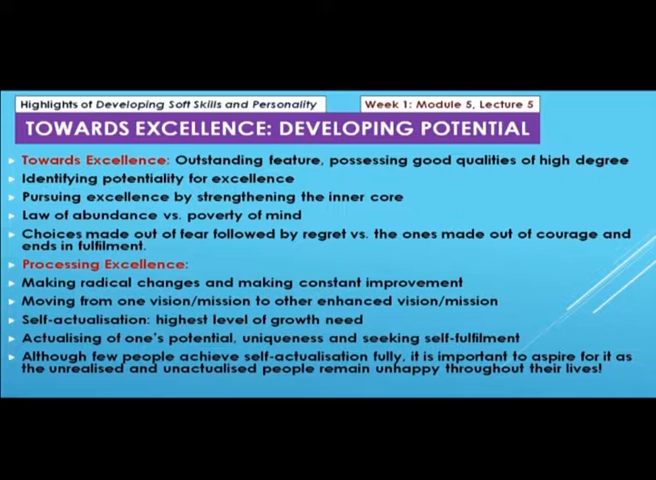 Highlights of Developing Soft Skills and Personality
Week 1: Module 5, Lecture 5
TOWARDS EXCELLENCE: DEVELOPING POTENTIAL
Towards Excellence: Outstanding feature, possessing good qualities of high degree
Identifying potentiality for excellence
Pursuing excellence by strengthening the inner core
Law of abundance vs. poverty of mind
Choices made out of fear followed by regret vs. the ones made out of courage and
ends in fulfilment.
Processing Excellence:
Making radical changes and making constant improvement
Moving from one vision/mission to other enhanced vision/mission
Self-actualisation: highest level of growth need
Actualising of one's potential, uniqueness and seeking self-fulfilment
Although few people achieve self-actualisation fully, it is important to aspire for it as
the unrealised and unactualised people remain unhappy throughout their lives!